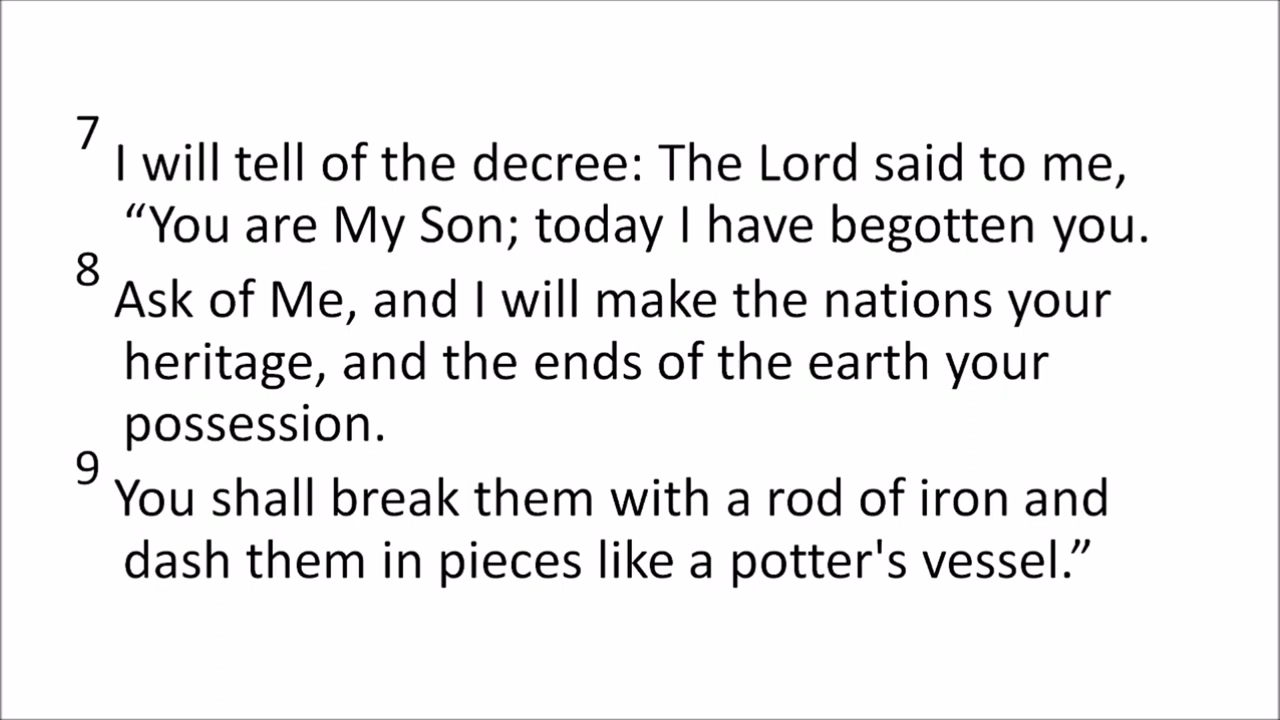 7 I will tell of the decree: The Lord said to me,
“You are My Son; today I have begotten you.
8 Ask of Me, and I will make the nations your
heritage, and the ends of the earth your
possession.
9 You shall break them with a rod of iron and
dash them in pieces like a potter's vessel.”